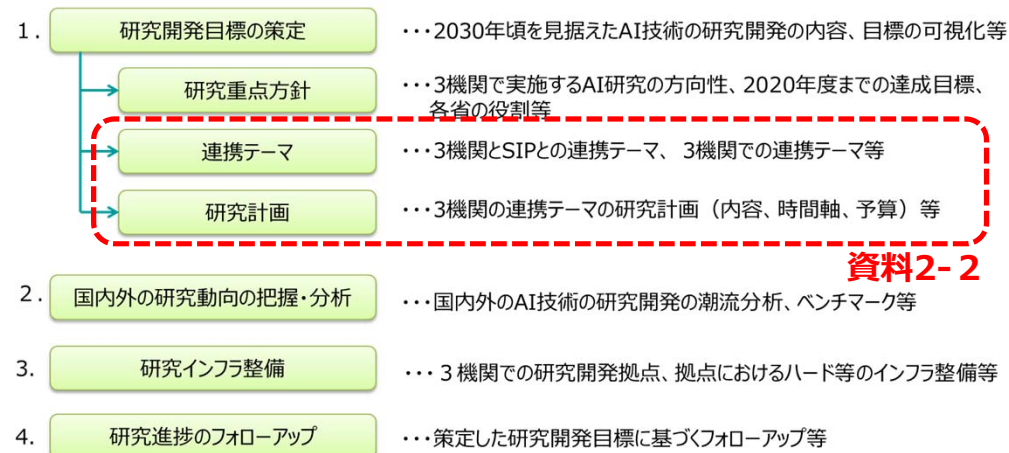 1. 研究開発目標の策定 ・・・2030年頃を見据えたAI技術の研究開発の内容、目標の可視化等
研究重点方針 ・・・3機関で実施するAI研究の方向性、2020年度までの達成目標、
各省の役割等
連携テーマ ・・・3機関とSIPとの連携テーマ、 3機関での連携テーマ等
研究計画 ・・・3機関の連携テーマの研究計画（内容、時間軸、予算）等
資料2-２
2. 国内外の研究動向の把握・分析 ・・・国内外のAI技術の研究開発の潮流分析、ベンチマーク等
3. 研究インフラ整備 ・・・３機関での研究開発拠点、拠点におけるハード等のインフラ整備等
4. 研究進捗のフォローアップ ・・・策定した研究開発目標に基づくフォローアップ等